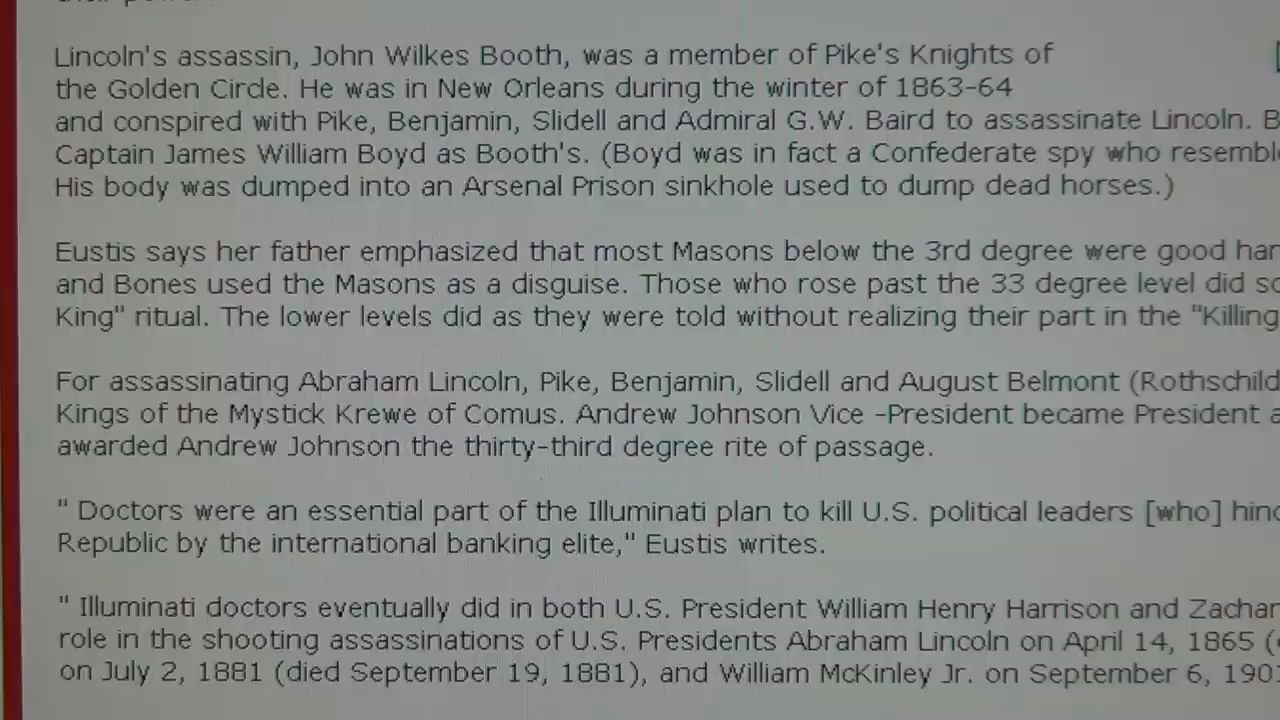 their power.
Lincoln's assassin, John Wilkes Booth, was a member of Pike's Knights of
the Golden Circle. He was in New Orleans during the winter of 1863-64
and conspired with Pike, Benjamin, Slidell and Admiral G.W. Baird to assassinate Lincoln. B
Captain James William Boyd as Booth's. (Boyd was in fact a Confederate spy who resembl
His body was dumped into an Arsenal Prison sinkhole used to dump dead horses.)
Eustis says her father emphasized that most Masons below the 3rd degree were good har
and Bones used the Masons as a disguise. Those who rose past the 33 degree level did so
King" ritual. The lower levels did as they were told without realizing their part in the "Killing
For assassinating Abraham Lincoln, Pike, Benjamin, Slidell and August Belmont (Rothschild
Kings of the Mystick Krewe of Comus. Andrew Johnson Vice -President became President a
awarded Andrew Johnson the thirty-third degree rite of passage.
" Doctors were an essential part of the Illuminati plan to kill U.S. political leaders [who] hind
Republic by the international banking elite," Eustis writes.
" Illuminati doctors eventually did in both U.S. President William Henry Harrison and Zachar
role in the shooting assassinations of U.S. Presidents Abraham Lincoln on April 14, 1865 (
on July 2, 1881 (died September 19, 1881), and William McKinley Jr. on September 6, 1901